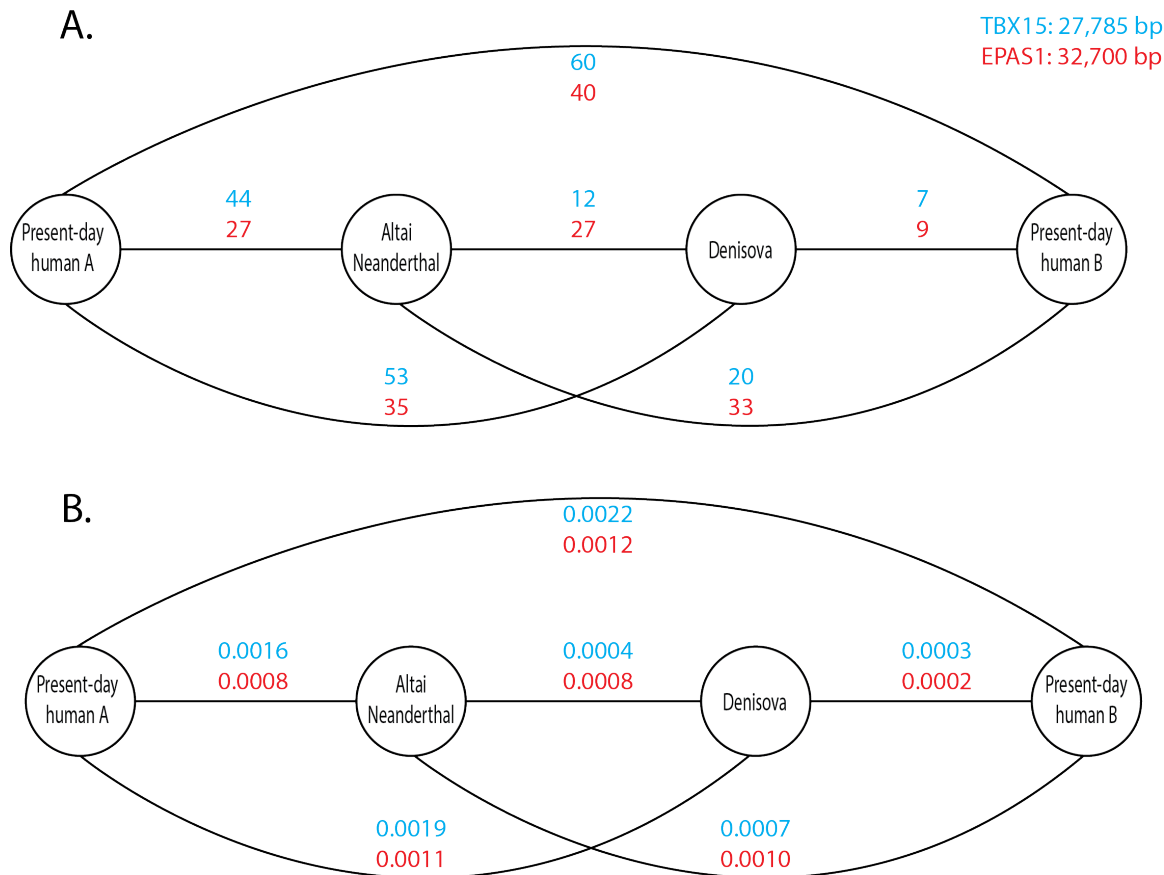 A.
TBX15: 27,785 bp
EPAS1: 32,700 bp
60
40
44
27
12
27
7
9
Present-day
human A
Altai
Neanderthal
Denisova
Present-day
human B
53
35
20
33
B.
0.0022
0.0012
0.0016
0.0008
0.0004
0.0008
0.0003
0.0002
Present-day
human A
Altai
Neanderthal
Denisova
Present-day
human B
0.0019
0.0011
0.0007
0.0010